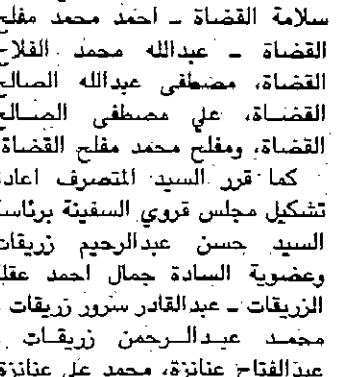 سلامة القضاة ـ احمد محمد مفلح
القضاة ـ عبدالله محمد الفلاح
القضاة، مصطفى عبدالله الصالح
القضاة، علي مصطفى الصالح
القضاة، ومفلح محمد مفلح القضاة.
كما قرر السيد المتصرف اعادة
تشكيل مجلس قروي السفينة برئاسة
السيد حسن عبدالرحيم زريقات
وعضوية السادة جمال احمد عقلة
الزريقات ـ عبدالقادر سرور زريقات ـ
محمد عبدالرحمن زريقات ـ
عبدالفتاح عنانزة، محمد علي عنانزة،